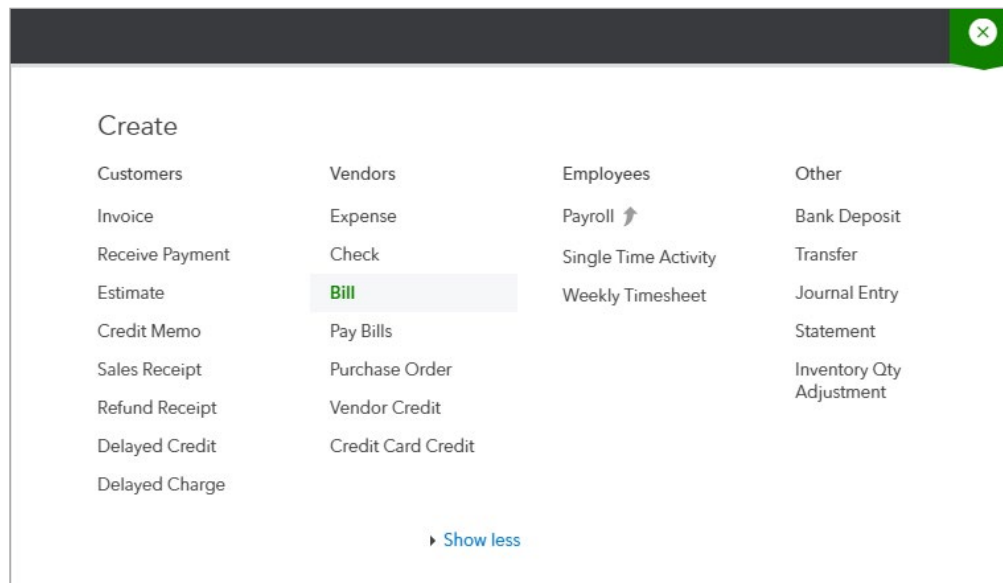 Create
Customers
Invoice
Receive Payment
Estimate
Credit Memo
Sales Receipt
Refund Receipt
Delayed Credit
Delayed Charge
Vendors
Expense
Check
Bill
Pay Bills
Purchase Order
Vendor Credit
Credit Card Credit
Employees
Payroll
Single Time Activity
Weekly Timesheet
Other
Bank Deposit
Transfer
Journal Entry
Statement
Inventory Qty
Adjustment
Show less